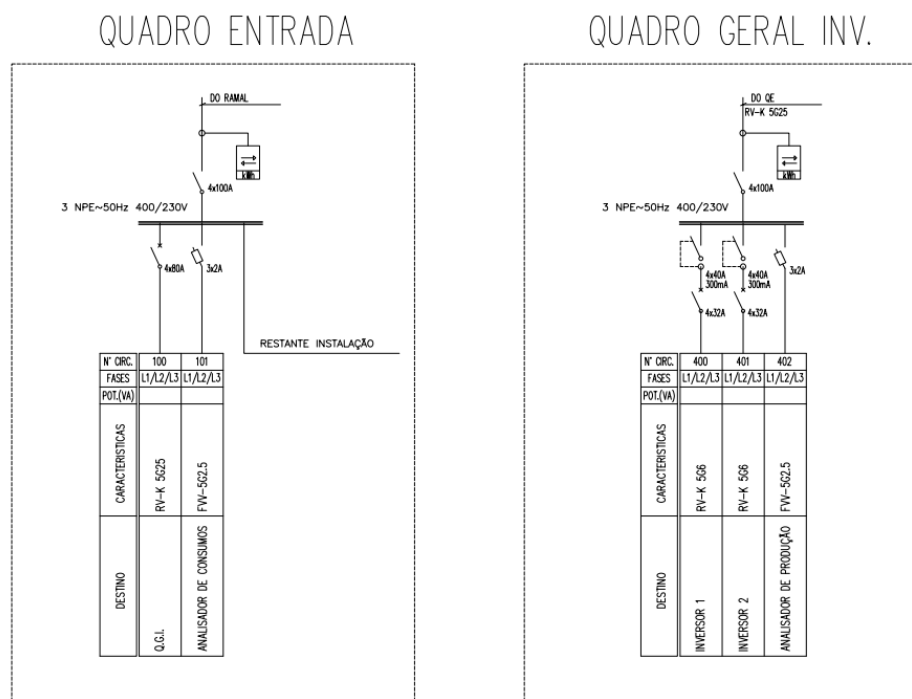 QUADRO ENTRADA
DO RAMAL
kWh
4x100A
3 NPE~50Hz 400/230V
4x80A
3x2A
RESTANTE INSTALAÇÃO
N° CIRC. 100 101
FASES L1/L2/L3 L1/L2/L3
POT.(VA)
CARACTERISTICAS RV-K 5G25 FVV-5G2.5
DESTINO Q.G.I. ANALISADOR DE CONSUMOS
QUADRO GERAL INV.
DO QE
RV-K 5G25
kWh
4x100A
3 NPE~50Hz 400/230V
4x40A 4x40A 3x2A
300mA 300mA
4x32A 4x32A
N° CIRC. 400 401 402
FASES L1/L2/L3 L1/L2/L3 L1/L2/L3
POT.(VA)
CARACTERISTICAS RV-K 5G6 RV-K 5G6 FVV-5G2.5
DESTINO INVERSOR 1 INVERSOR 2 ANALISADOR DE PRODUÇÃO